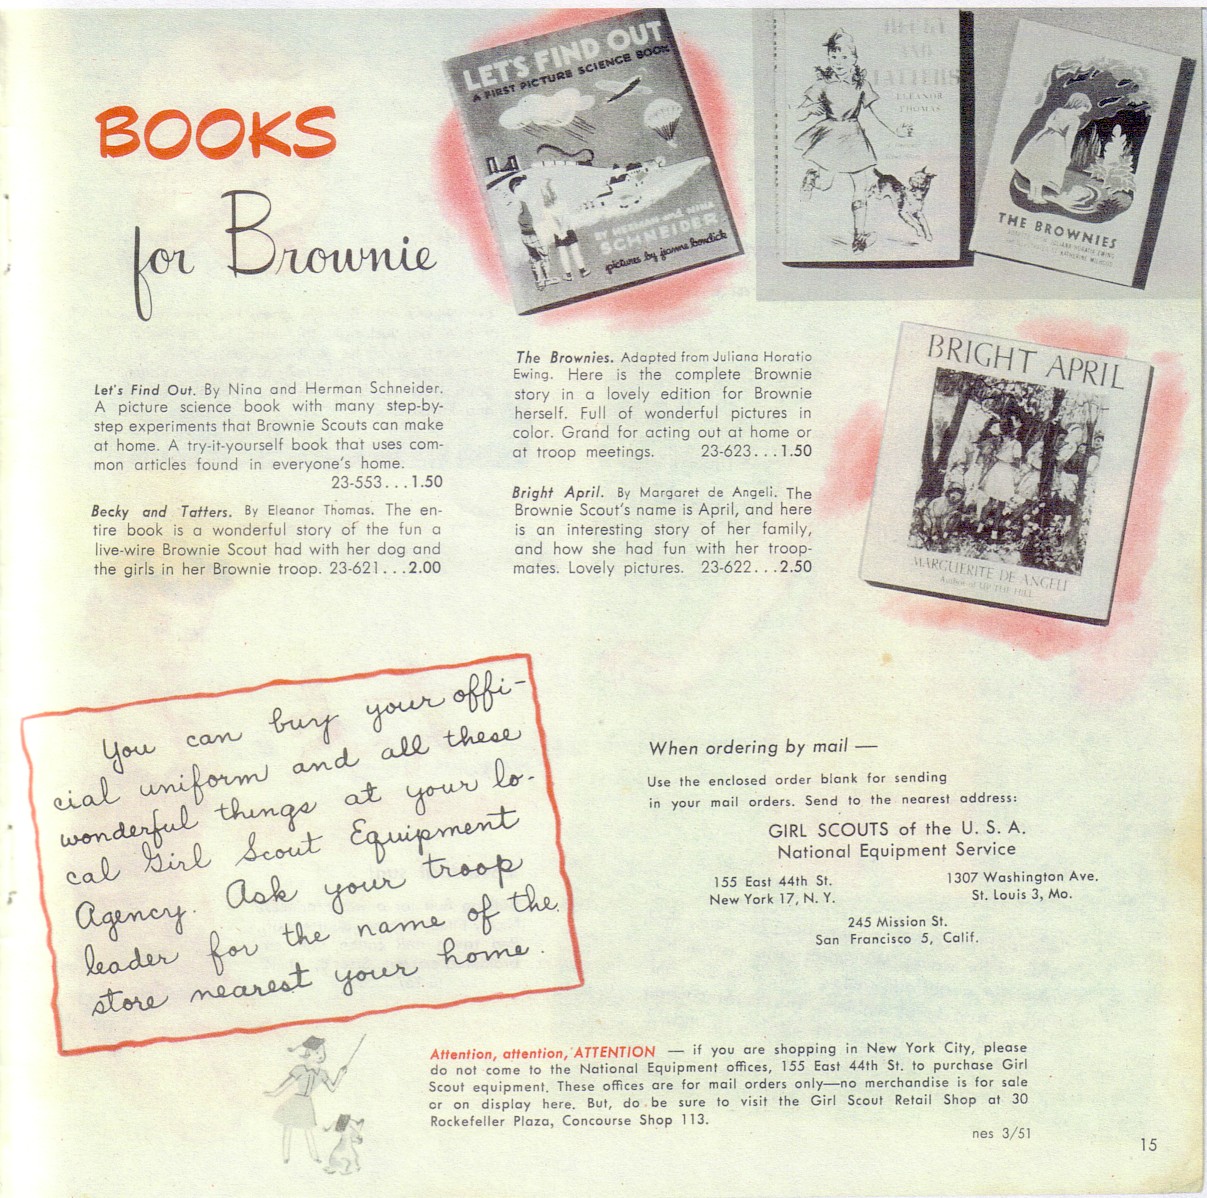 BOOKS
for Brownie
LET'S FIND OUT
A FIRST PICTURE SCIENCE BOOK
BY HERMAN and NINA
SCHNEIDER
pictures by jeanne bendick
BECKY
AND
TATTERS
ELEANOR
THOMAS
THE BROWNIES
JULIANA HORATIA EWING
KATHERINE
BRIGHT APRIL
MARGUERITE DE ANGELI
Author of UP THE HILL
Let's Find Out. By Nina and Herman Schneider.
A picture science book with many step-by-
step experiments that Brownie Scouts can make
at home. A try-it-yourself book that uses com-
mon articles found in everyone's home.
23-553...1.50
Becky and Tatters. By Eleanor Thomas. The en-
tire book is a wonderful story of the fun a
live-wire Brownie Scout had with her dog and
the girls in her Brownie troop. 23-621...2.00
The Brownies. Adapted from Juliana Horatio
Ewing. Here is the complete Brownie
story in a lovely edition for Brownie
herself. Full of wonderful pictures in
color. Grand for acting out at home or
at troop meetings. 23-623...1.50
Bright April. By Margaret de Angeli. The
Brownie Scout's name is April, and here
is an interesting story of her family,
and how she had fun with her troop-
mates. Lovely pictures. 23-622...2.50
You can buy your offi-
cial uniform and all these
wonderful things at your lo-
cal Girl Scout Equipment
Agency. Ask your troop
leader for the name of the
store nearest your home.
When ordering by mail —
Use the enclosed order blank for sending
in your mail orders. Send to the nearest address:
GIRL SCOUTS of the U. S. A.
National Equipment Service
155 East 44th St.
New York 17, N. Y.
1307 Washington Ave.
St. Louis 3, Mo.
245 Mission St.
San Francisco 5, Calif.
Attention, attention, ATTENTION — if you are shopping in New York City, please
do not come to the National Equipment offices, 155 East 44th St. to purchase Girl
Scout equipment. These offices are for mail orders only—no merchandise is for sale
or on display here. But, do be sure to visit the Girl Scout Retail Shop at 30
Rockefeller Plaza, Concourse Shop 113.
nes 3/51
15